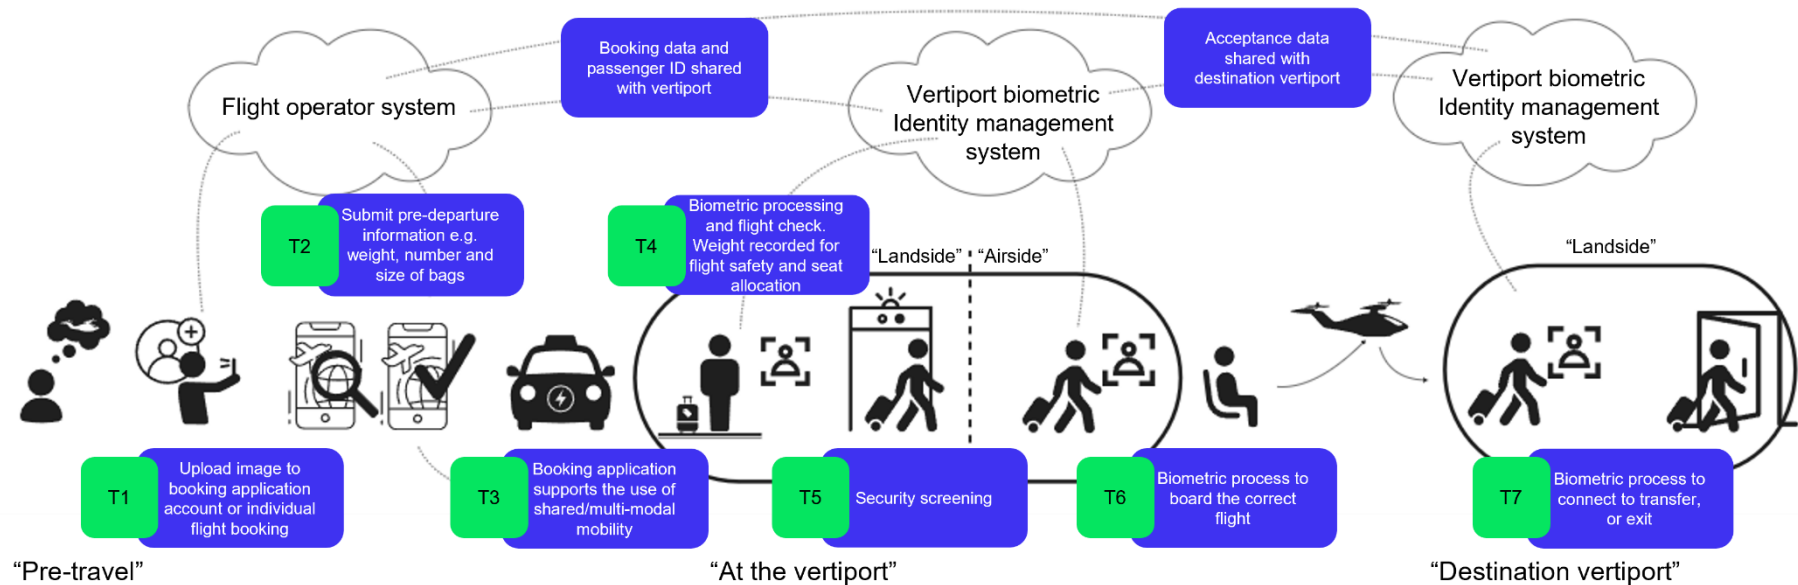 Booking data and
passenger ID shared
with vertiport
Acceptance data
shared with
destination vertiport
Flight operator system
Vertiport biometric
Identity management
system
Vertiport biometric
Identity management
system
T2
Submit pre-departure
information e.g.
weight, number and
size of bags
T4
Biometric processing
and flight check.
Weight recorded for
flight safety and seat
allocation
“Landside”
“Airside”
“Landside”
T1
Upload image to
booking application
account or individual
flight booking
T3
Booking application
supports the use of
shared/multi-modal
mobility
T5
Security screening
T6
Biometric process to
board the correct
flight
T7
Biometric process to
connect to transfer,
or exit
“Pre-travel”
“At the vertiport”
“Destination vertiport”